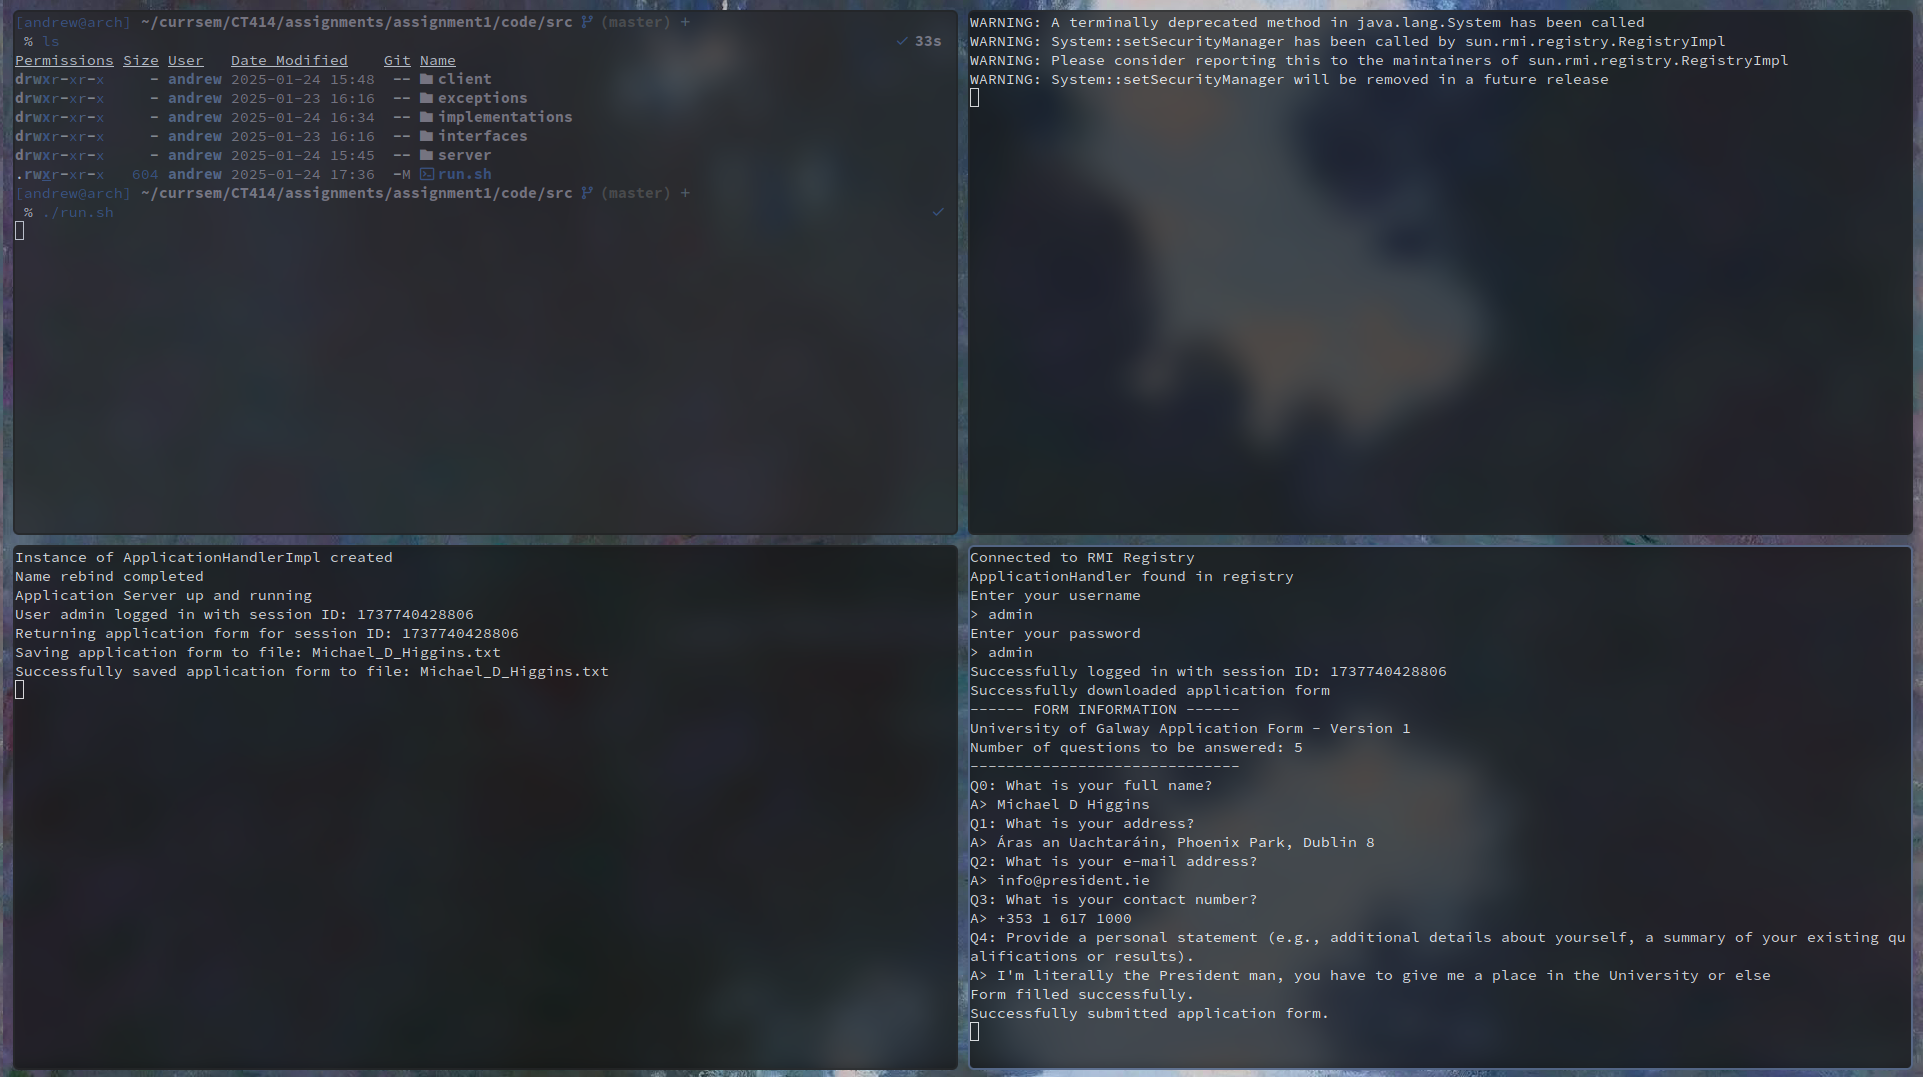 [andrew@arch] ~/currsem/CT414/assignments/assignment1/code/src (master) +
% ls ✓ 33s
Permissions Size User Date Modified Git Name
drwxr-xr-x - andrew 2025-01-24 15:48 -- client
drwxr-xr-x - andrew 2025-01-23 16:16 -- exceptions
drwxr-xr-x - andrew 2025-01-24 16:34 -- implementations
drwxr-xr-x - andrew 2025-01-23 16:16 -- interfaces
drwxr-xr-x - andrew 2025-01-24 15:45 -- server
.rwxr-xr-x 604 andrew 2025-01-24 17:36 -M run.sh
[andrew@arch] ~/currsem/CT414/assignments/assignment1/code/src (master) +
% ./run.sh ✓
WARNING: A terminally deprecated method in java.lang.System has been called
WARNING: System::setSecurityManager has been called by sun.rmi.registry.RegistryImpl
WARNING: Please consider reporting this to the maintainers of sun.rmi.registry.RegistryImpl
WARNING: System::setSecurityManager will be removed in a future release
Instance of ApplicationHandlerImpl created
Name rebind completed
Application Server up and running
User admin logged in with session ID: 1737740428806
Returning application form for session ID: 1737740428806
Saving application form to file: Michael_D_Higgins.txt
Successfully saved application form to file: Michael_D_Higgins.txt
Connected to RMI Registry
ApplicationHandler found in registry
Enter your username
> admin
Enter your password
> admin
Successfully logged in with session ID: 1737740428806
Successfully downloaded application form
------ FORM INFORMATION ------
University of Galway Application Form - Version 1
Number of questions to be answered: 5
------------------------------
Q0: What is your full name?
A> Michael D Higgins
Q1: What is your address?
A> Áras an Uachtaráin, Phoenix Park, Dublin 8
Q2: What is your e-mail address?
A> info@president.ie
Q3: What is your contact number?
A> +353 1 617 1000
Q4: Provide a personal statement (e.g., additional details about yourself, a summary of your existing qu
alifications or results).
A> I'm literally the President man, you have to give me a place in the University or else
Form filled successfully.
Successfully submitted application form.